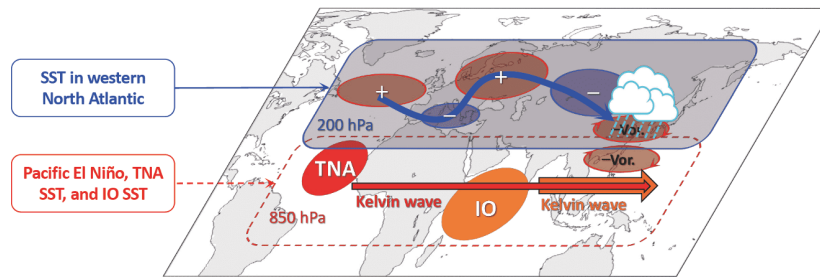 SST in western
North Atlantic
+
+
−
−
200 hPa
−Vor.
−Vor.
Pacific El Niño, TNA
SST, and IO SST
TNA
Kelvin wave
IO
Kelvin wave
850 hPa